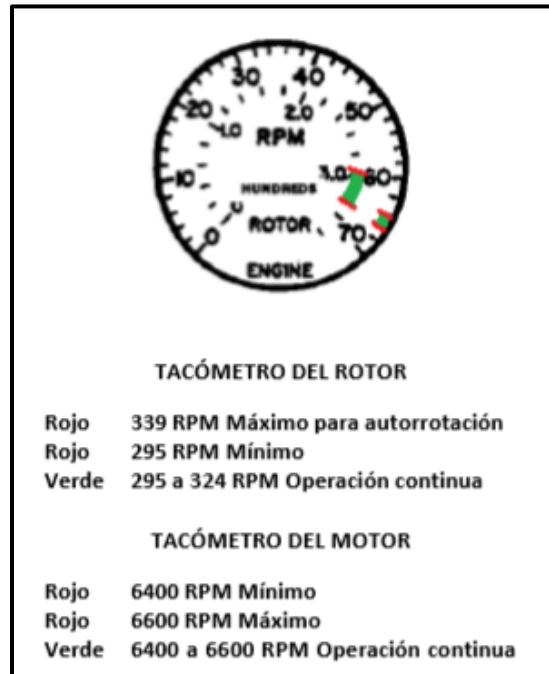 30 40
20 2.0 50
1.0
RPM
10 3.0 60
HUNDREDS
0
ROTOR
0 70
ENGINE
TACÓMETRO DEL ROTOR
Rojo 339 RPM Máximo para autorrotación
Rojo 295 RPM Mínimo
Verde 295 a 324 RPM Operación continua
TACÓMETRO DEL MOTOR
Rojo 6400 RPM Mínimo
Rojo 6600 RPM Máximo
Verde 6400 a 6600 RPM Operación continua